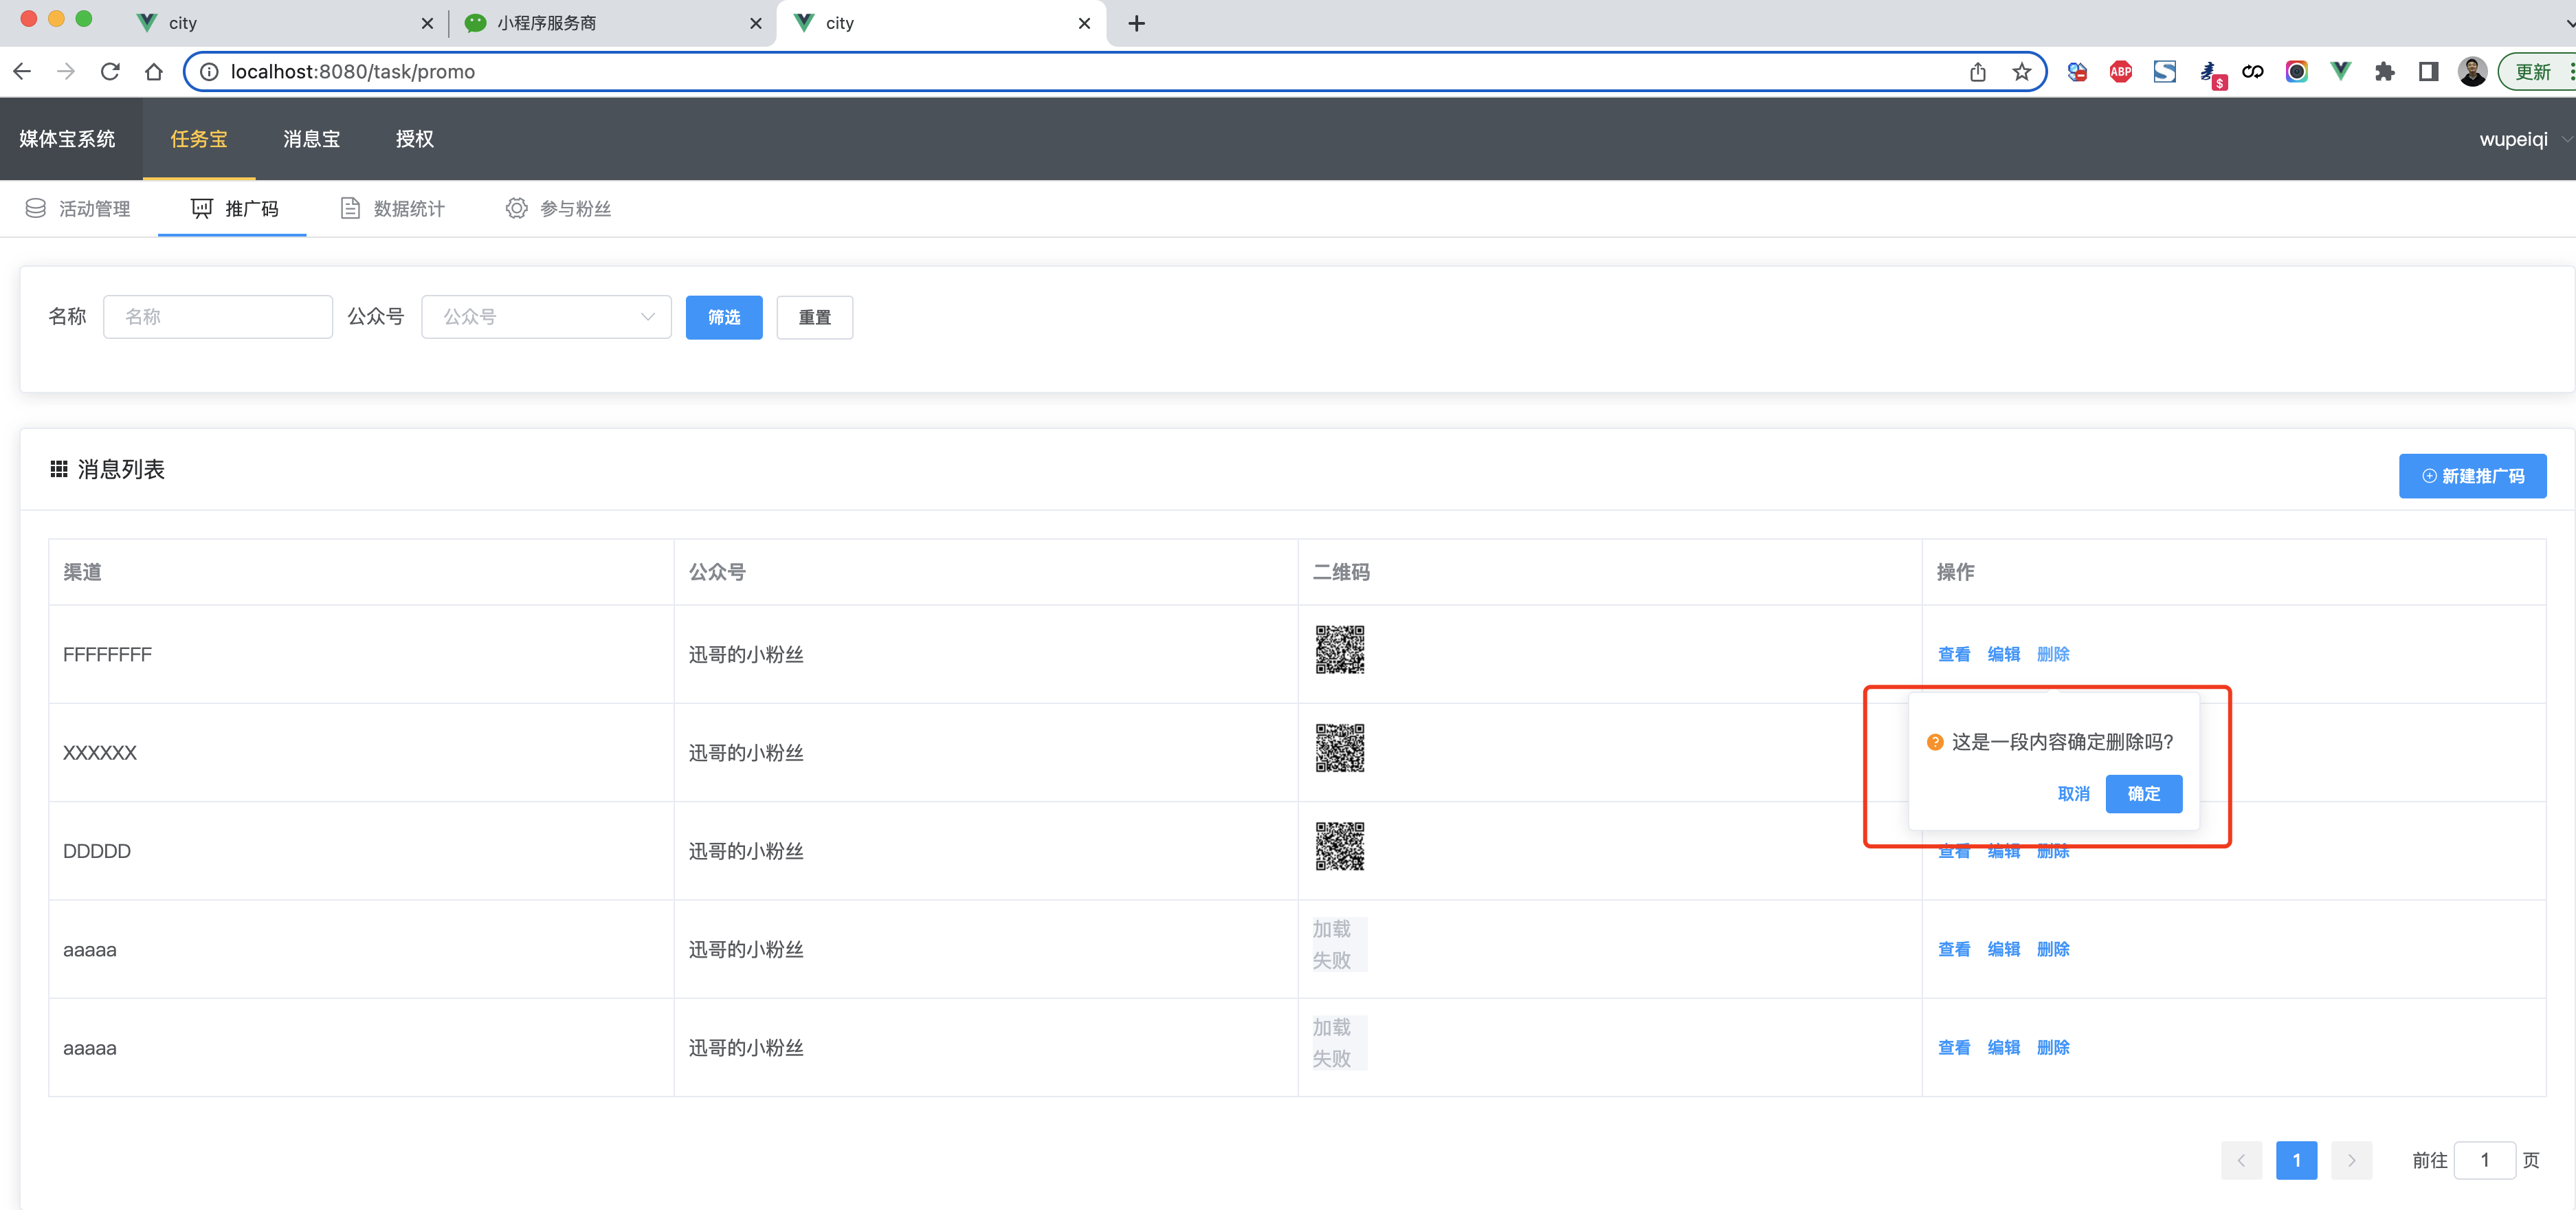 city
小程序服务商
city
localhost:8080/task/promo
ABP
$
更新
媒体宝系统
任务宝
消息宝
授权
wupeiqi
活动管理
推广码
数据统计
参与粉丝
名称
名称
公众号
公众号
筛选
重置
消息列表
新建推广码
渠道
公众号
二维码
操作
FFFFFFFF
迅哥的小粉丝
查看 编辑 删除
XXXXXX
迅哥的小粉丝
这是一段内容确定删除吗?
取消
确定
DDDDD
迅哥的小粉丝
查看 编辑 删除
aaaaa
迅哥的小粉丝
加载
失败
查看 编辑 删除
aaaaa
迅哥的小粉丝
加载
失败
查看 编辑 删除
1
前往 1 页